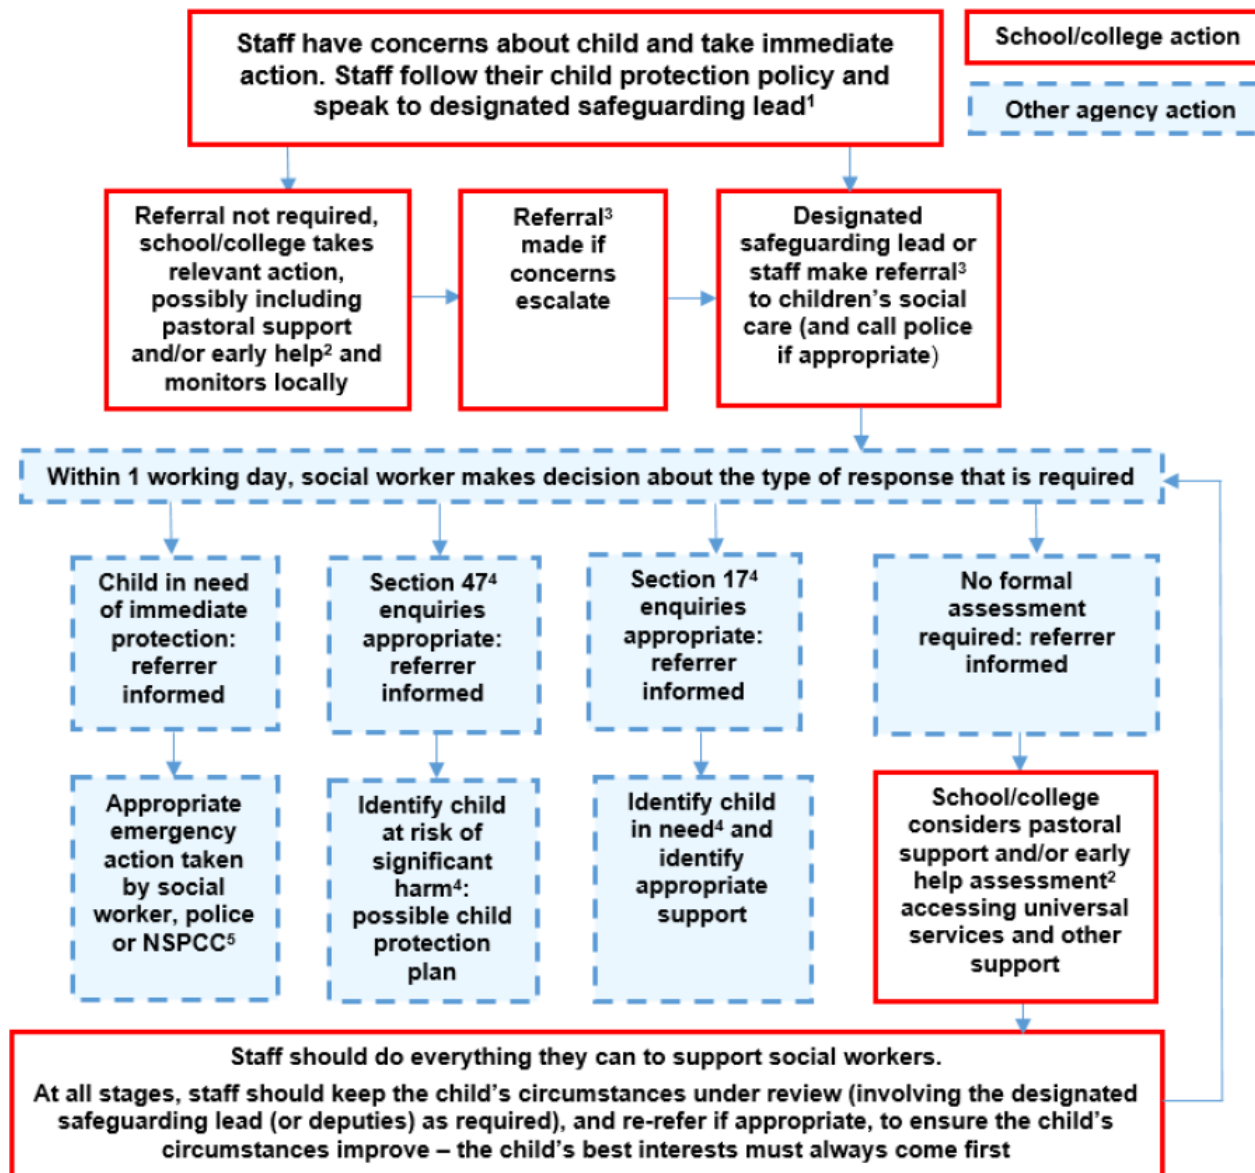 Staff have concerns about child and take immediate
action. Staff follow their child protection policy and
speak to designated safeguarding lead¹
School/college action
Other agency action
Referral not required,
school/college takes
relevant action,
possibly including
pastoral support
and/or early help² and
monitors locally
Referral³
made if
concerns
escalate
Designated
safeguarding lead or
staff make referral³
to children’s social
care (and call police
if appropriate)
Within 1 working day, social worker makes decision about the type of response that is required
Child in need
of immediate
protection:
referrer
informed
Section 47⁴
enquiries
appropriate:
referrer
informed
Section 17⁴
enquiries
appropriate:
referrer
informed
No formal
assessment
required: referrer
informed
Appropriate
emergency
action taken
by social
worker, police
or NSPCC⁵
Identify child
at risk of
significant
harm⁴:
possible child
protection
plan
Identify child
in need⁴ and
identify
appropriate
support
School/college
considers pastoral
support and/or early
help assessment²
accessing universal
services and other
support
Staff should do everything they can to support social workers.
At all stages, staff should keep the child’s circumstances under review (involving the designated
safeguarding lead (or deputies) as required), and re-refer if appropriate, to ensure the child’s
circumstances improve – the child’s best interests must always come first